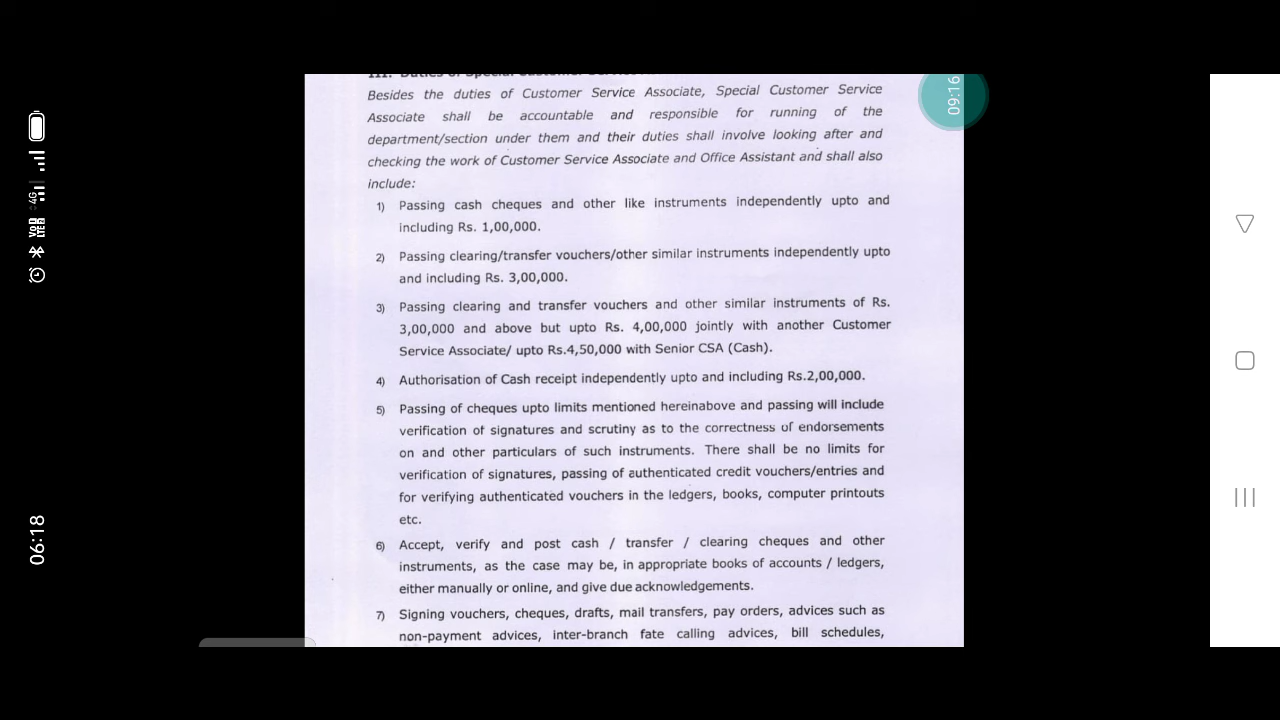 III. Duties of Special Customer Service
Besides the duties of Customer Service Associate, Special Customer Service
Associate shall be accountable and responsible for running of the
department/section under them and their duties shall involve looking after and
checking the work of Customer Service Associate and Office Assistant and shall also
include:
1) Passing cash cheques and other like instruments independently upto and
including Rs. 1,00,000.
2) Passing clearing/transfer vouchers/other similar instruments independently upto
and including Rs. 3,00,000.
3) Passing clearing and transfer vouchers and other similar instruments of Rs.
3,00,000 and above but upto Rs. 4,00,000 jointly with another Customer
Service Associate/ upto Rs.4,50,000 with Senior CSA (Cash).
4) Authorisation of Cash receipt independently upto and including Rs.2,00,000.
5) Passing of cheques upto limits mentioned hereinabove and passing will include
verification of signatures and scrutiny as to the correctness of endorsements
on and other particulars of such instruments. There shall be no limits for
verification of signatures, passing of authenticated credit vouchers/entries and
for verifying authenticated vouchers in the ledgers, books, computer printouts
etc.
6) Accept, verify and post cash / transfer / clearing cheques and other
instruments, as the case may be, in appropriate books of accounts / ledgers,
either manually or online, and give due acknowledgements.
7) Signing vouchers, cheques, drafts, mail transfers, pay orders, advices such as
non-payment advices, inter-branch fate calling advices, bill schedules,
09:16
4G
VoD
LTE2
06:18